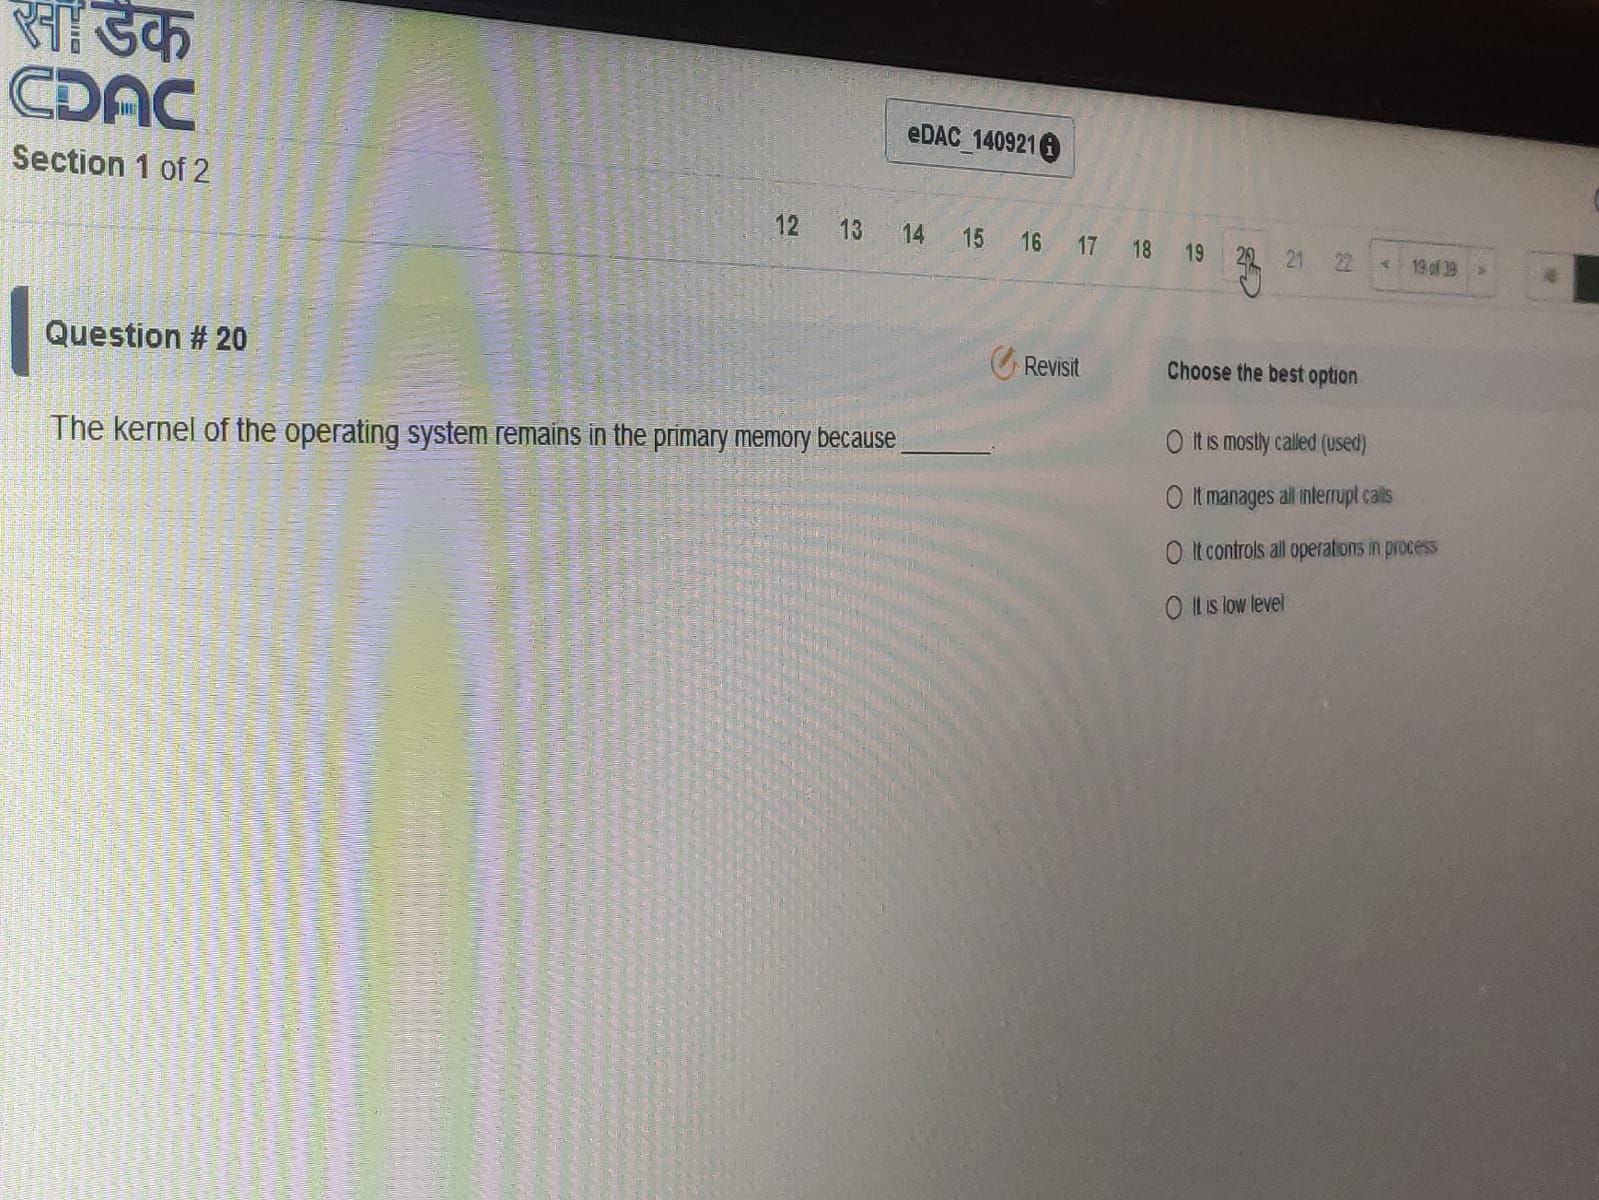 सी डैक
CDAC
Section 1 of 2
eDAC_140921
12 13 14 15 16 17 18 19 20 21 22 < 19 of 39 >
Question # 20
Revisit
The kernel of the operating system remains in the primary memory because ________.
Choose the best option
It is mostly called (used)
It manages all interrupt calls
It controls all operations in process
It is low level